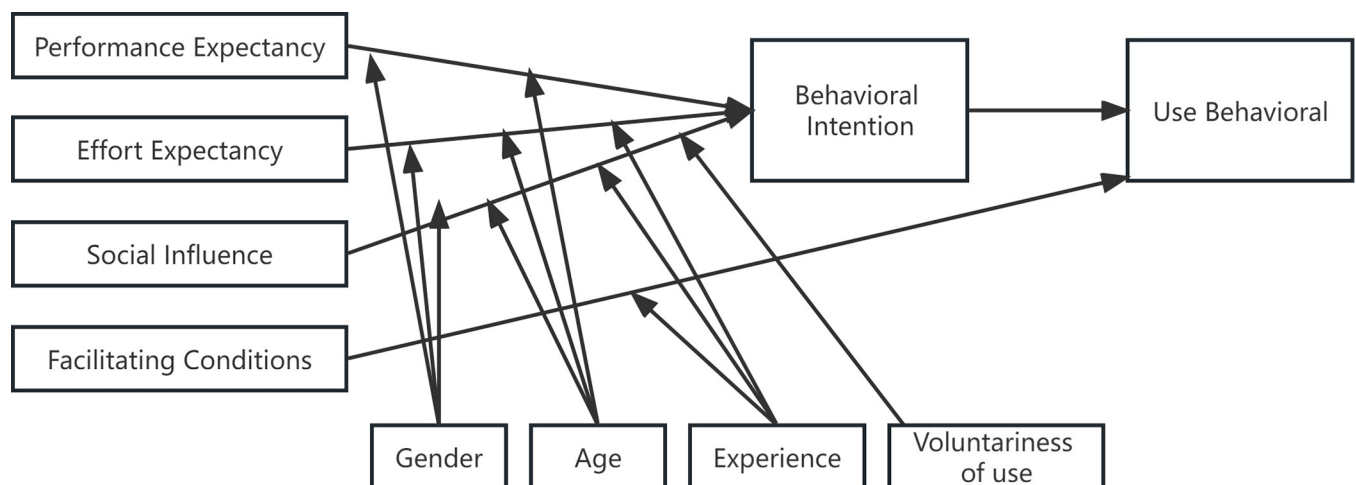 Performance Expectancy
Effort Expectancy
Social Influence
Facilitating Conditions
Behavioral
Intention
Use Behavioral
Gender
Age
Experience
Voluntariness
of use